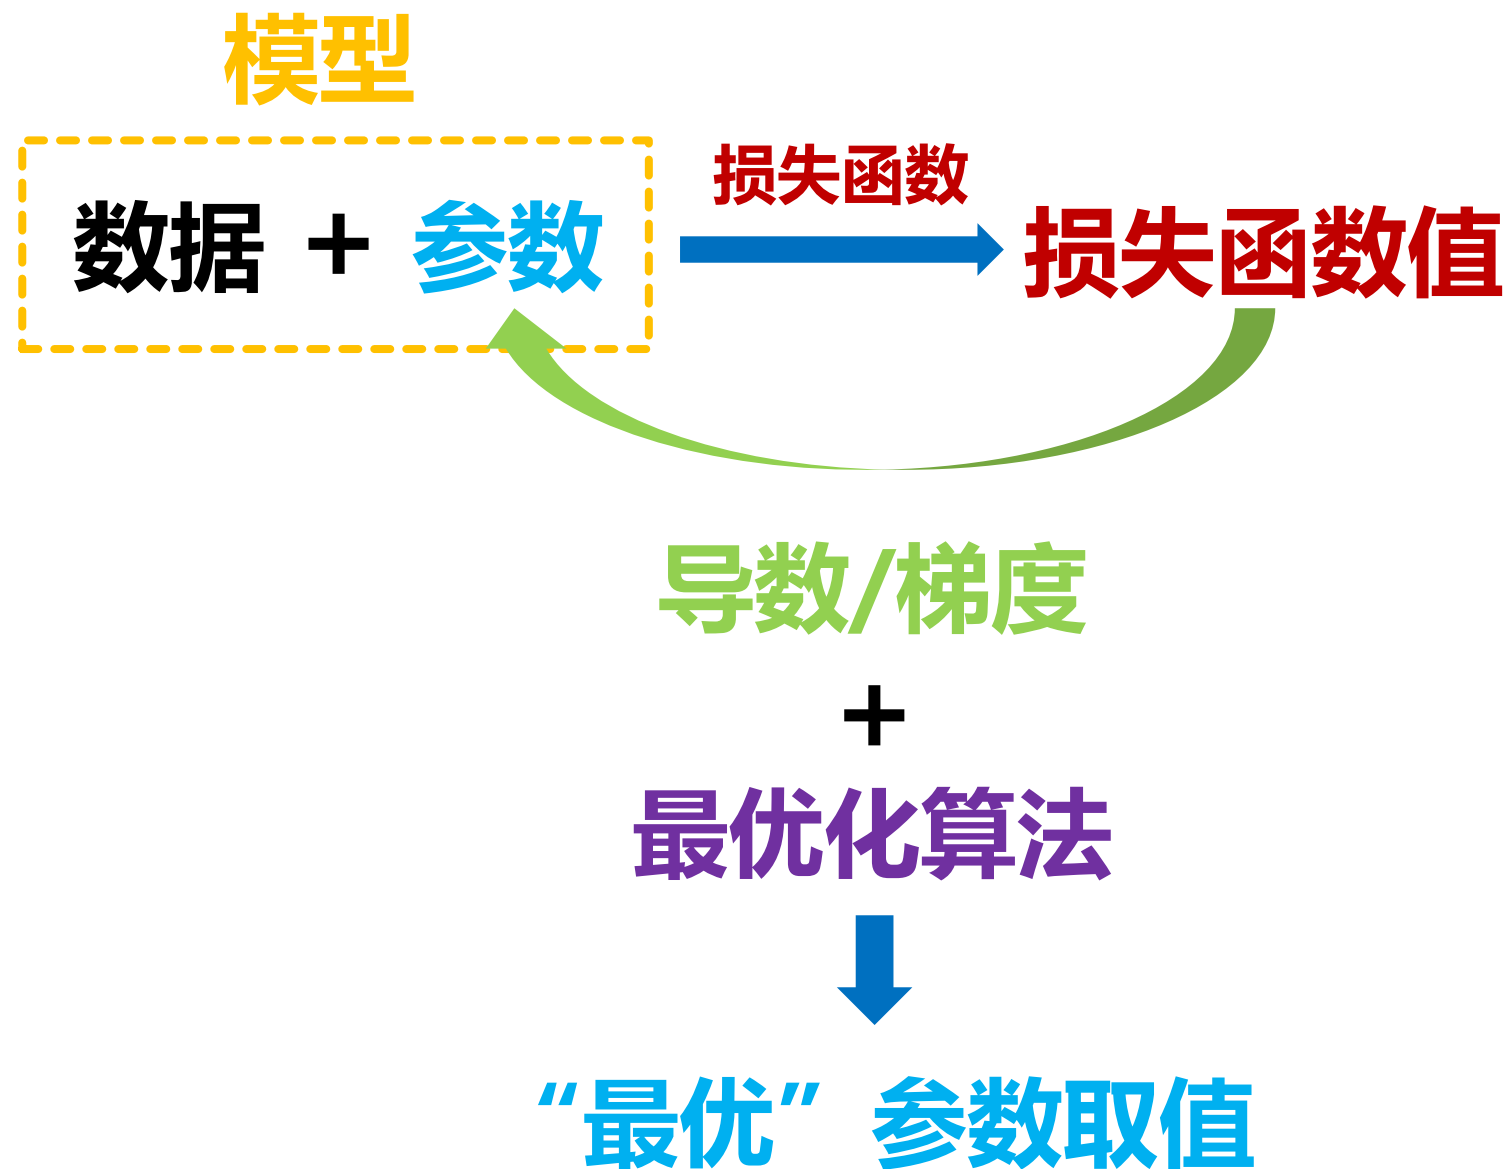 模型
损失函数
数据 + 参数
损失函数值
导数/梯度
+
最优化算法
“最优” 参数取值